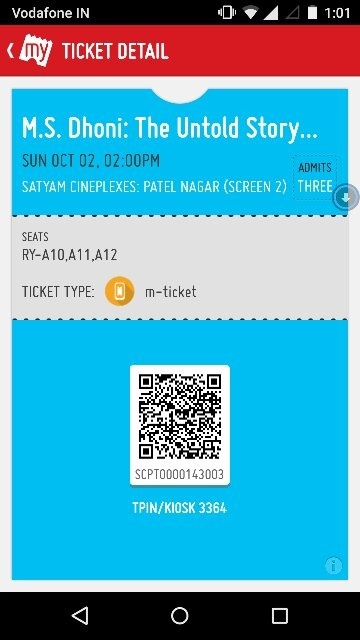 Vodafone IN 1:01
my TICKET DETAIL
M.S. Dhoni: The Untold Story...
SUN OCT 02, 02:00PM
ADMITS
SATYAM CINEPLEXES: PATEL NAGAR (SCREEN 2) THREE
SEATS
RY-A10,A11,A12
TICKET TYPE: m-ticket
SCPT0000143003
TPIN/KIOSK 3364
i